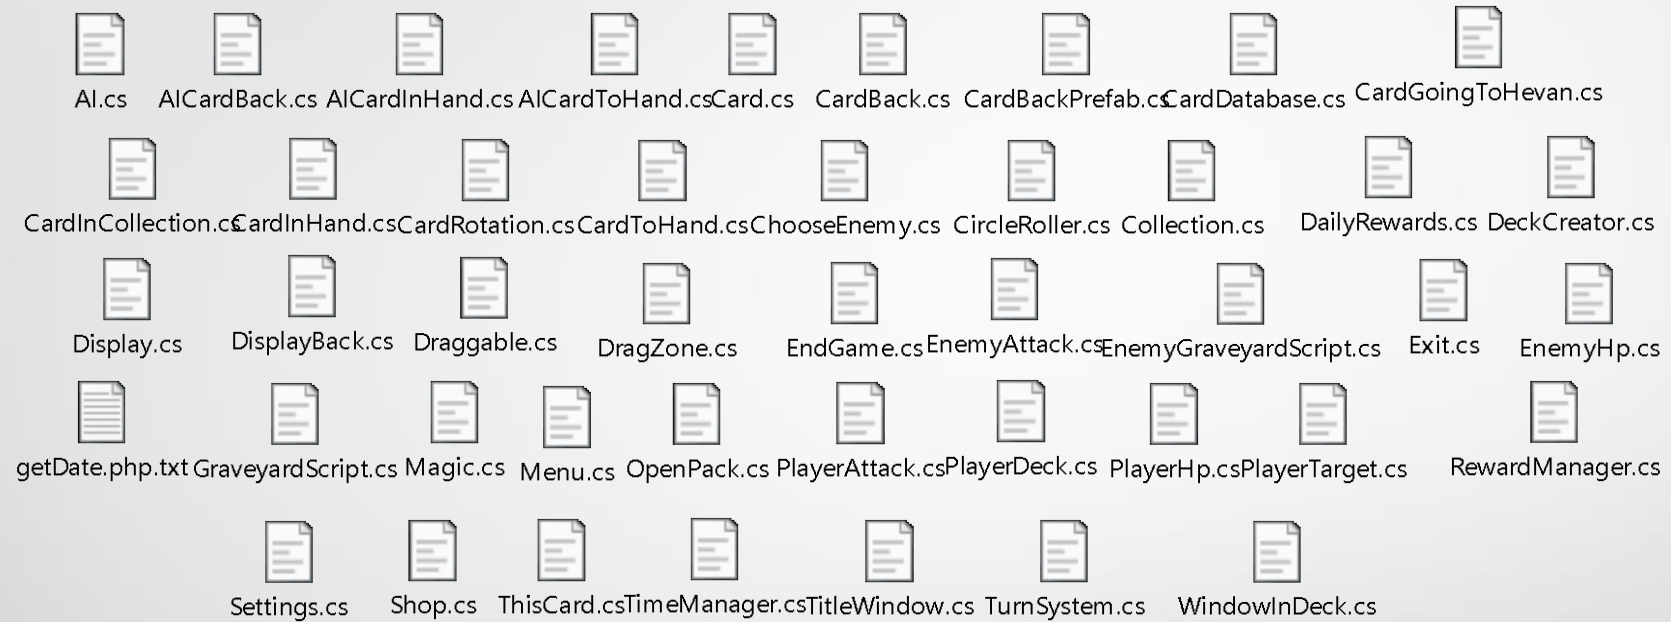 AI.cs AICardBack.cs AICardInHand.cs AICardToHand.cs Card.cs CardBack.cs CardBackPrefab.cs CardDatabase.cs CardGoingToHevan.cs
CardInCollection.cs CardInHand.cs CardRotation.cs CardToHand.cs ChooseEnemy.cs CircleRoller.cs Collection.cs DailyRewards.cs DeckCreator.cs
Display.cs DisplayBack.cs Draggable.cs DragZone.cs EndGame.cs EnemyAttack.cs EnemyGraveyardScript.cs Exit.cs EnemyHp.cs
getDate.php.txt GraveyardScript.cs Magic.cs Menu.cs OpenPack.cs PlayerAttack.cs PlayerDeck.cs PlayerHp.cs PlayerTarget.cs RewardManager.cs
Settings.cs Shop.cs ThisCard.cs TimeManager.cs TitleWindow.cs TurnSystem.cs WindowInDeck.cs